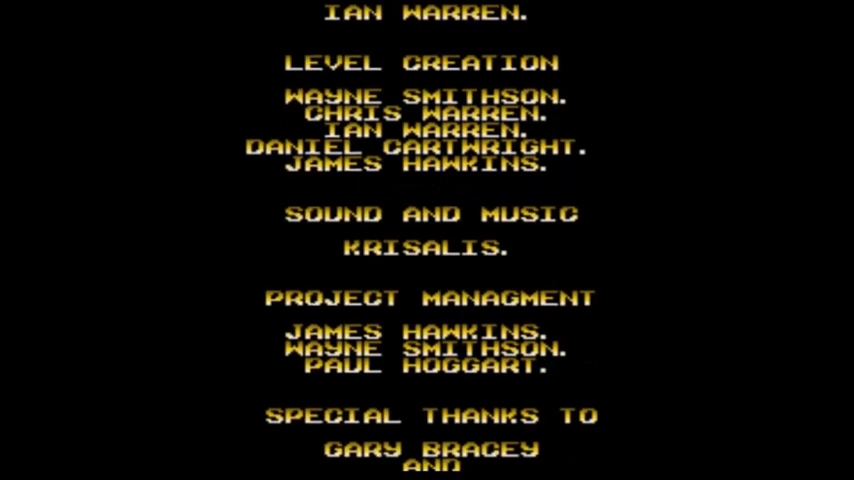 IAN WARREN.
LEVEL CREATION
WAYNE SMITHSON.
CHRIS WARREN.
IAN WARREN.
DANIEL CARTWRIGHT.
JAMES HAWKINS.
SOUND AND MUSIC
KRISALIS.
PROJECT MANAGMENT
JAMES HAWKINS.
WAYNE SMITHSON.
PAUL HOGGART.
SPECIAL THANKS TO
GARY BRACEY
AND